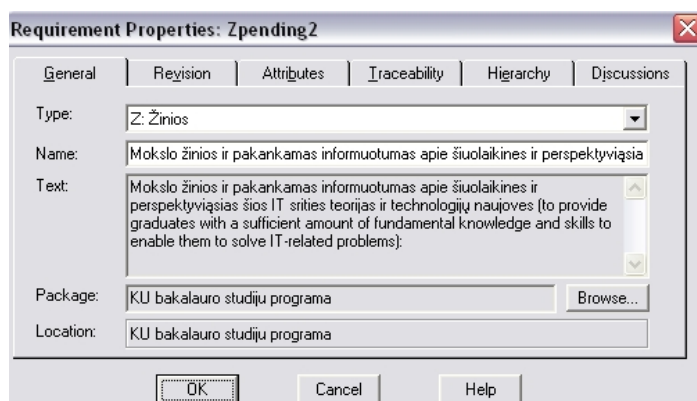 Requirement Properties: Zpending2
General Revision Attributes Traceability Hierarchy Discussions
Type: Z: Žinios
Name: Mokslo žinios ir pakankamas informuotumas apie šiuolaikines ir perspektyviąsia
Text: Mokslo žinios ir pakankamas informuotumas apie šiuolaikines ir
perspektyviąsias šios IT srities teorijas ir technologijų naujoves (to provide
graduates with a sufficient amount of fundamental knowledge and skills to
enable them to solve IT-related problems):
Package: KU bakalauro studiju programa Browse...
Location: KU bakalauro studiju programa
OK Cancel Help